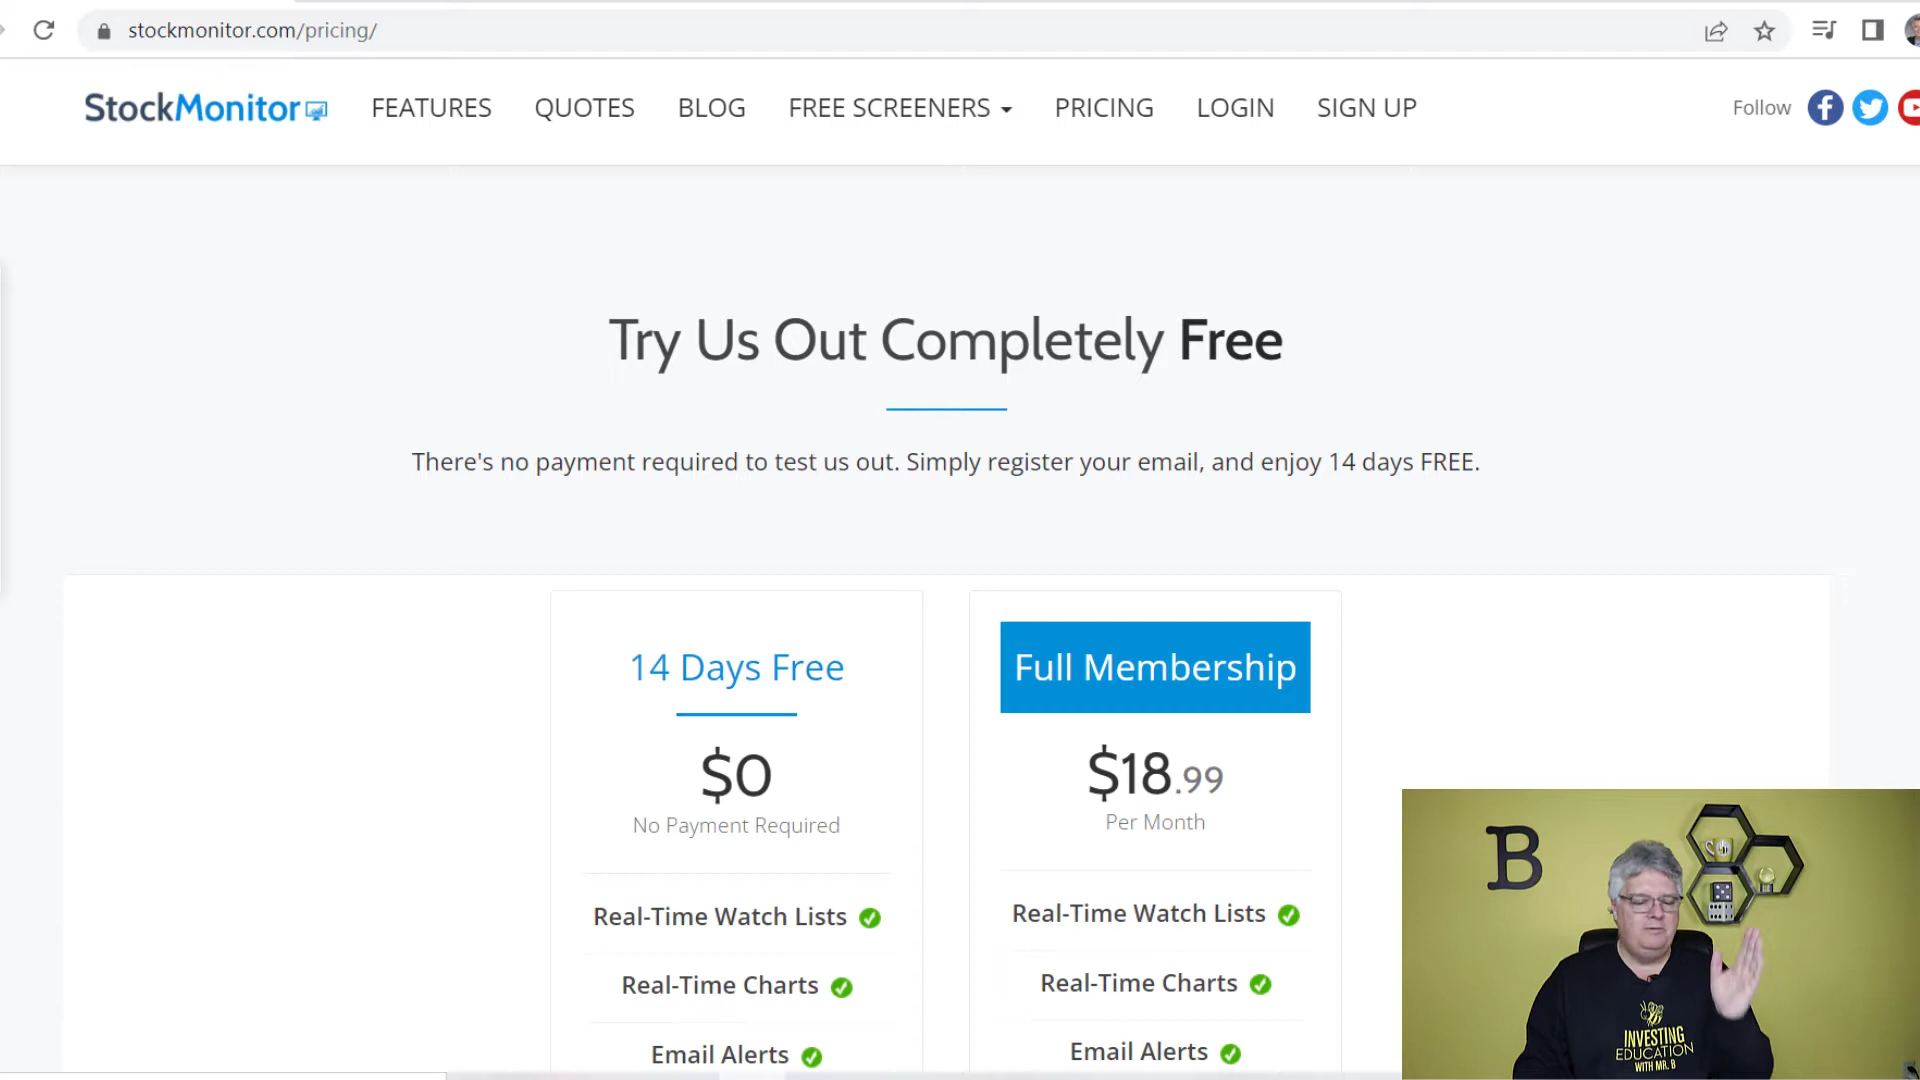 stockmonitor.com/pricing/
StockMonitor FEATURES QUOTES BLOG FREE SCREENERS PRICING LOGIN SIGN UP Follow
Try Us Out Completely Free
There's no payment required to test us out. Simply register your email, and enjoy 14 days FREE.
14 Days Free
$0
No Payment Required
Real-Time Watch Lists
Real-Time Charts
Email Alerts
Full Membership
$18.99
Per Month
Real-Time Watch Lists
Real-Time Charts
Email Alerts
B
INVESTING
EDUCATION
WITH MR. B